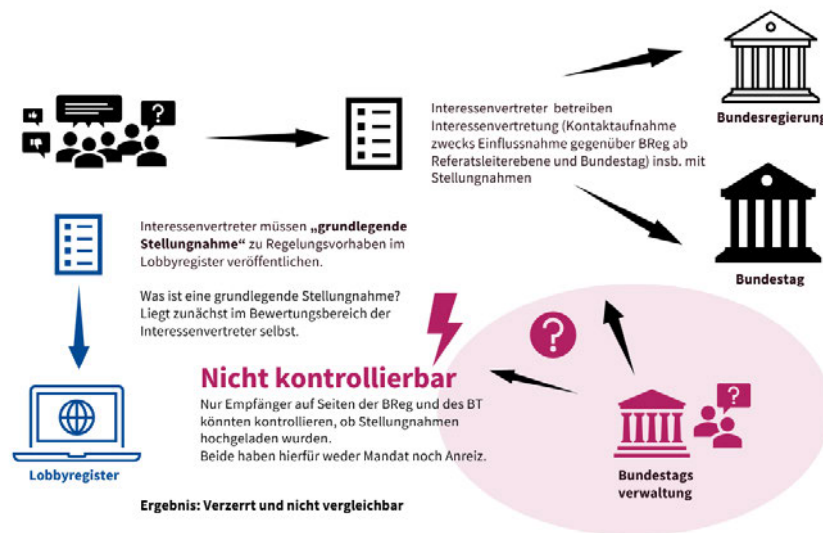 Interessenvertreter betreiben
Interessenvertretung (Kontaktaufnahme
zwecks Einflussnahme gegenüber BReg ab
Referatsleiterebene und Bundestag) insb. mit
Stellungnahmen
Bundesregierung
Bundestag
Interessenvertreter müssen „grundlegende
Stellungnahme“ zu Regelungsvorhaben im
Lobbyregister veröffentlichen.
Was ist eine grundlegende Stellungnahme?
Liegt zunächst im Bewertungsbereich der
Interessenvertreter selbst.
Nicht kontrollierbar
Nur Empfänger auf Seiten der BReg und des BT
könnten kontrollieren, ob Stellungnahmen
hochgeladen wurden.
Beide haben hierfür weder Mandat noch Anreiz.
Lobbyregister
Bundestags
verwaltung
Ergebnis: Verzerrt und nicht vergleichbar